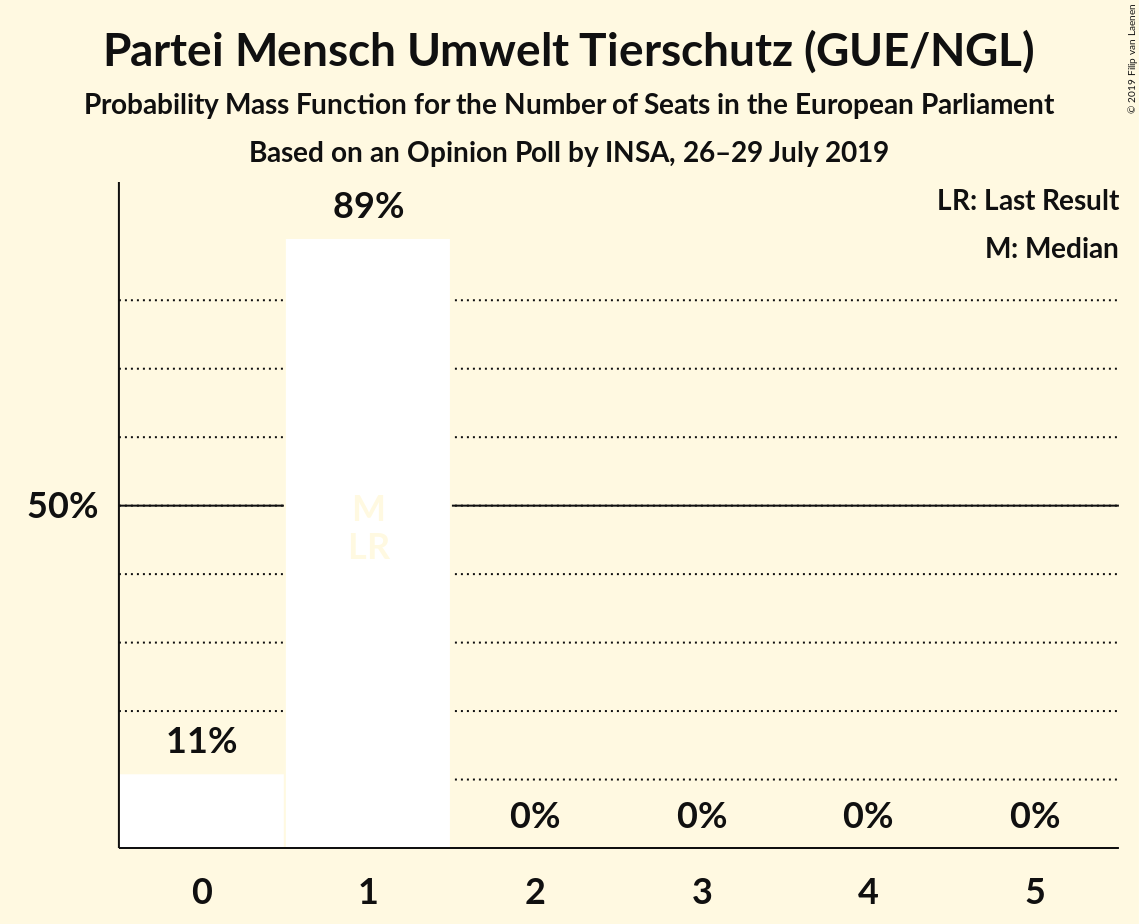 Partei Mensch Umwelt Tierschutz (GUE/NGL)
Probability Mass Function for the Number of Seats in the European Parliament
Based on an Opinion Poll by INSA, 26–29 July 2019
© 2019 Filip van Laenen
LR: Last Result
M: Median
89%
50%
M
LR
11%
0% 0% 0% 0%
0 1 2 3 4 5